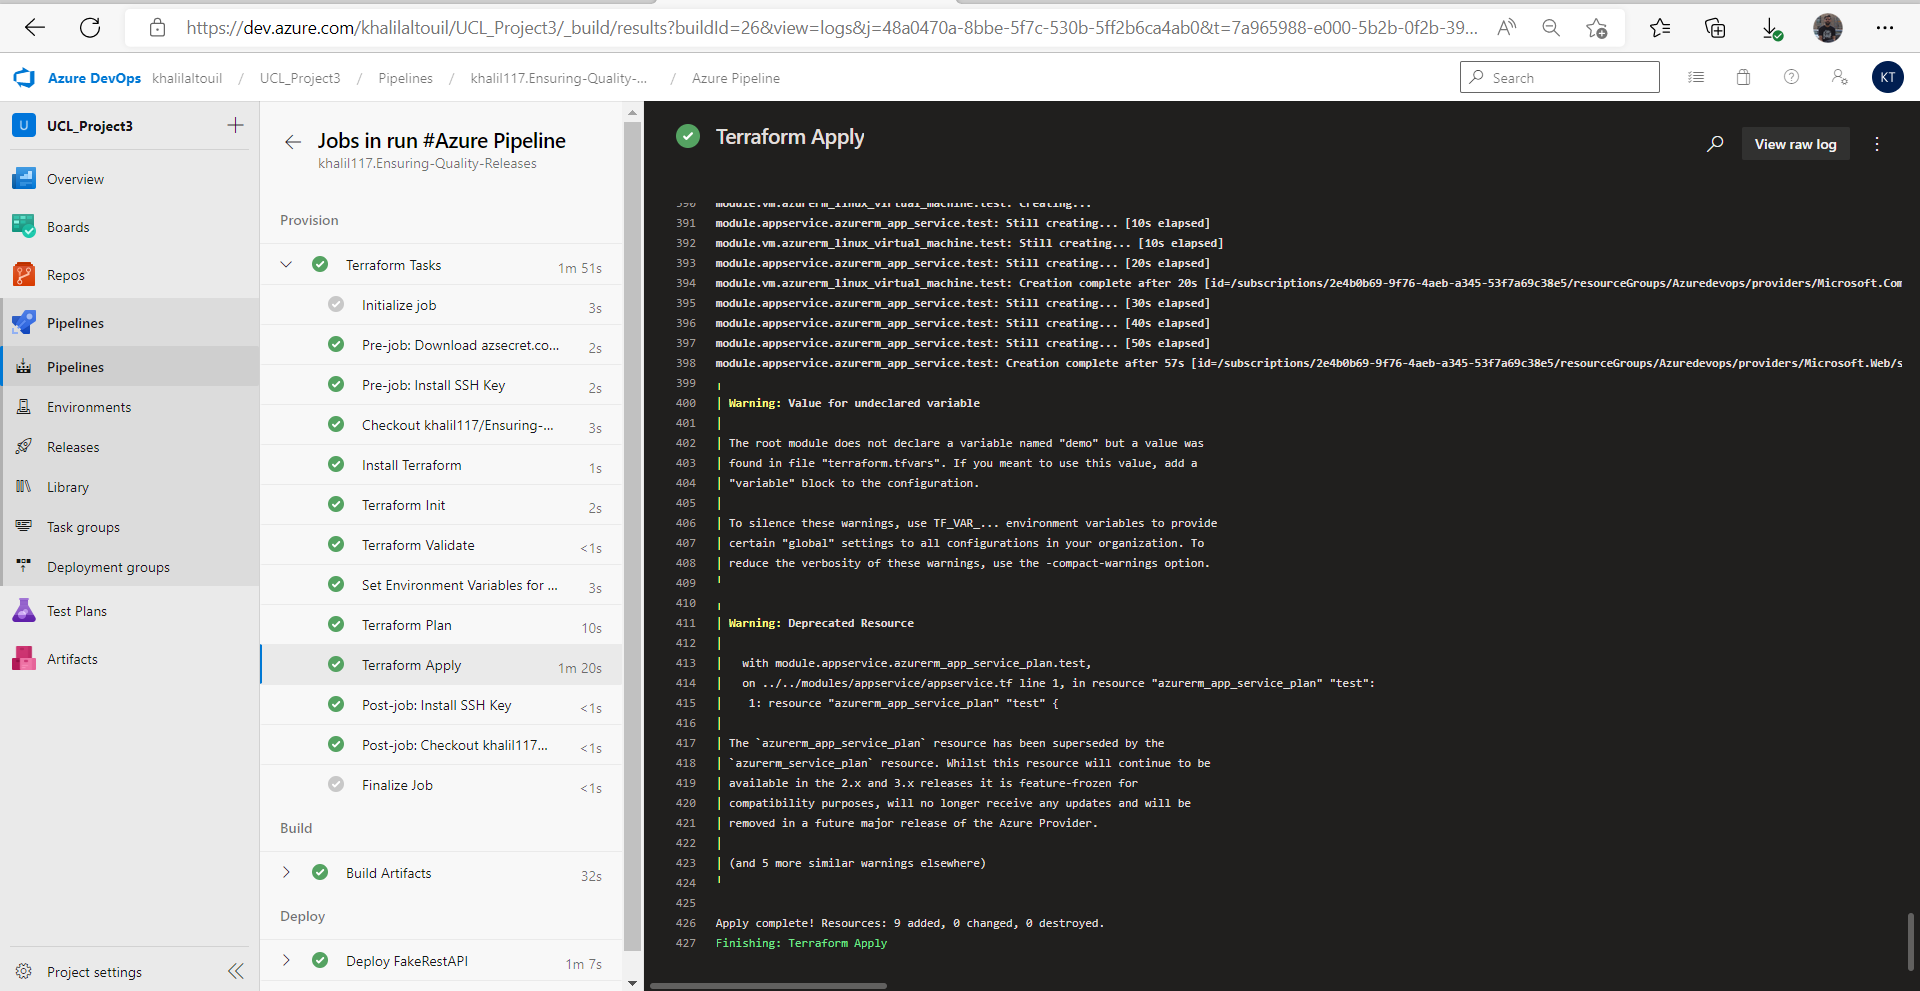 https://dev.azure.com/khalilaltouil/UCL_Project3/_build/results?buildId=26&view=logs&j=48a0470a-8bbe-5f7c-530b-5ff2b6ca4ab0&t=7a965988-e000-5b2b-0f2b-39...
Azure DevOps khalilaltouil / UCL_Project3 / Pipelines / khalil117.Ensuring-Quality-... / Azure Pipeline
Search
KT
U UCL_Project3
Overview
Boards
Repos
Pipelines
Pipelines
Environments
Releases
Library
Task groups
Deployment groups
Test Plans
Artifacts
Project settings
Jobs in run #Azure Pipeline
khalil117.Ensuring-Quality-Releases
Provision
Terraform Tasks 1m 51s
Initialize job 3s
Pre-job: Download azsecret.co... 2s
Pre-job: Install SSH Key 2s
Checkout khalil117/Ensuring-... 3s
Install Terraform 1s
Terraform Init 2s
Terraform Validate <1s
Set Environment Variables for ... 3s
Terraform Plan 10s
Terraform Apply 1m 20s
Post-job: Install SSH Key <1s
Post-job: Checkout khalil117... <1s
Finalize Job <1s
Build
Build Artifacts 32s
Deploy
Deploy FakeRestAPI 1m 7s
Terraform Apply
View raw log
390 module.vm.azurerm_linux_virtual_machine.test: Creating...
391 module.appservice.azurerm_app_service.test: Still creating... [10s elapsed]
392 module.vm.azurerm_linux_virtual_machine.test: Still creating... [10s elapsed]
393 module.appservice.azurerm_app_service.test: Still creating... [20s elapsed]
394 module.vm.azurerm_linux_virtual_machine.test: Creation complete after 20s [id=/subscriptions/2e4b0b69-9f76-4aeb-a345-53f7a69c38e5/resourceGroups/Azuredevops/providers/Microsoft.Com
395 module.appservice.azurerm_app_service.test: Still creating... [30s elapsed]
396 module.appservice.azurerm_app_service.test: Still creating... [40s elapsed]
397 module.appservice.azurerm_app_service.test: Still creating... [50s elapsed]
398 module.appservice.azurerm_app_service.test: Creation complete after 57s [id=/subscriptions/2e4b0b69-9f76-4aeb-a345-53f7a69c38e5/resourceGroups/Azuredevops/providers/Microsoft.Web/s
399 ╷
400 │ Warning: Value for undeclared variable
401 │
402 │ The root module does not declare a variable named "demo" but a value was
403 │ found in file "terraform.tfvars". If you meant to use this value, add a
404 │ "variable" block to the configuration.
405 │
406 │ To silence these warnings, use TF_VAR_... environment variables to provide
407 │ certain "global" settings to all configurations in your organization. To
408 │ reduce the verbosity of these warnings, use the -compact-warnings option.
409 ╵
410 ╷
411 │ Warning: Deprecated Resource
412 │
413 │ with module.appservice.azurerm_app_service_plan.test,
414 │ on ../../modules/appservice/appservice.tf line 1, in resource "azurerm_app_service_plan" "test":
415 │ 1: resource "azurerm_app_service_plan" "test" {
416 │
417 │ The `azurerm_app_service_plan` resource has been superseded by the
418 │ `azurerm_service_plan` resource. Whilst this resource will continue to be
419 │ available in the 2.x and 3.x releases it is feature-frozen for
420 │ compatibility purposes, will no longer receive any updates and will be
421 │ removed in a future major release of the Azure Provider.
422 │
423 │ (and 5 more similar warnings elsewhere)
424 ╵
425
426 Apply complete! Resources: 9 added, 0 changed, 0 destroyed.
427 Finishing: Terraform Apply